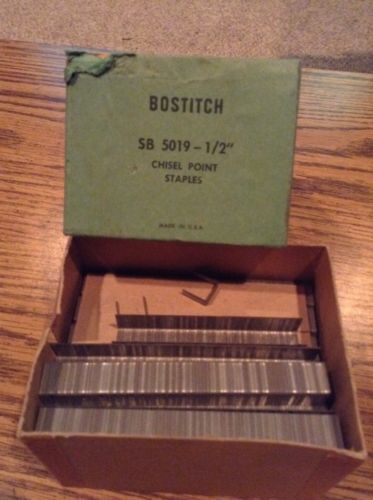 BOSTITCH
SB 5019 - 1/2"
CHISEL POINT
STAPLES
MADE IN U.S.A.